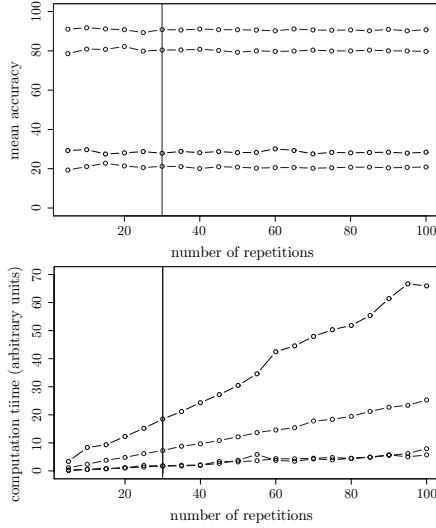 100
80
60
40
20
0
mean accuracy
20 40 60 80 100
number of repetitions
70
60
50
40
30
20
10
0
computation tiime (arbitrary units)
20 40 60 80 100
number of repetitions